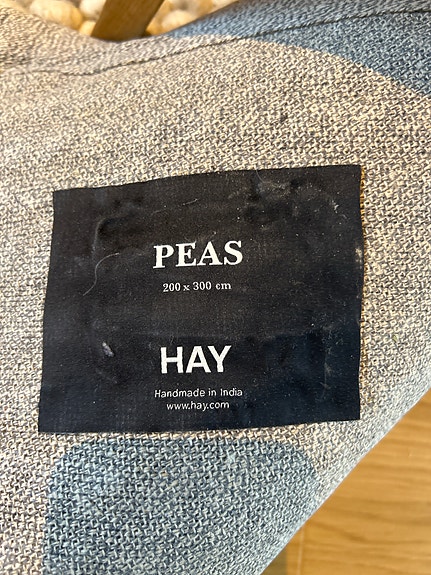 PEAS
200 x 300 cm
HAY
Handmade in India
www.hay.com